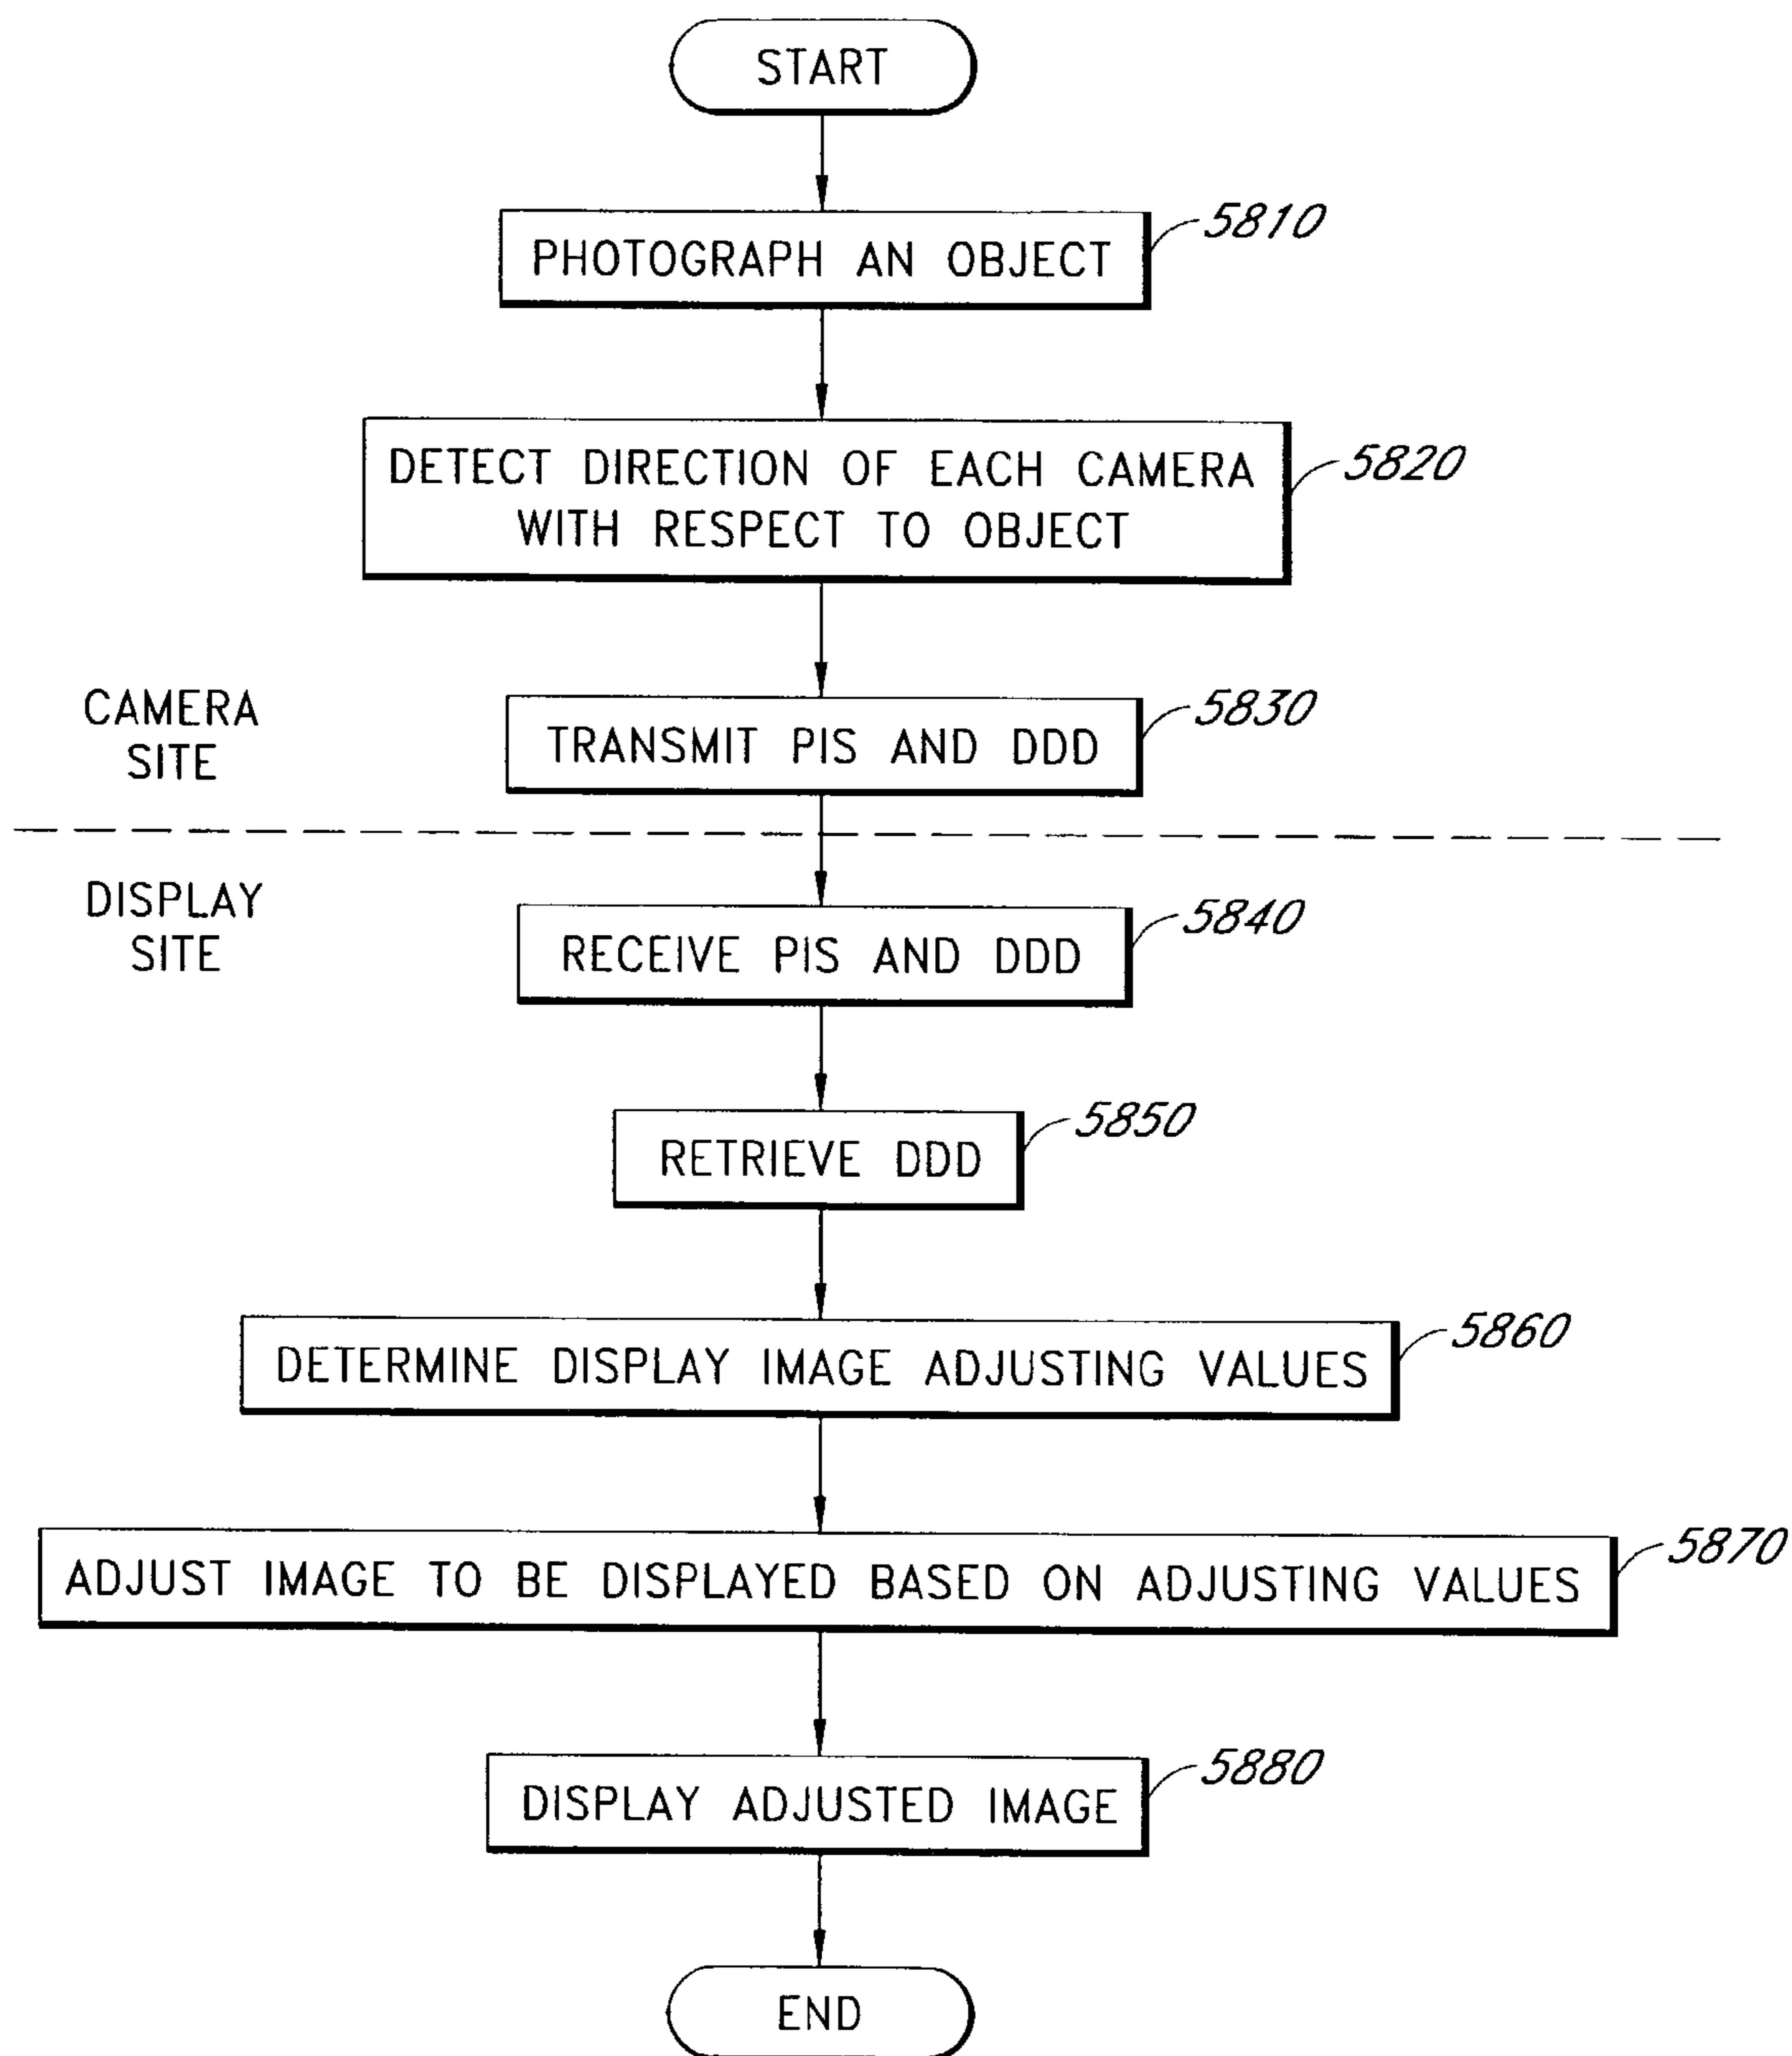 START
PHOTOGRAPH AN OBJECT
5810
DETECT DIRECTION OF EACH CAMERA
WITH RESPECT TO OBJECT
5820
CAMERA
SITE
TRANSMIT PIS AND DDD
5830
DISPLAY
SITE
RECEIVE PIS AND DDD
5840
RETRIEVE DDD
5850
DETERMINE DISPLAY IMAGE ADJUSTING VALUES
5860
ADJUST IMAGE TO BE DISPLAYED BASED ON ADJUSTING VALUES
5870
DISPLAY ADJUSTED IMAGE
5880
END